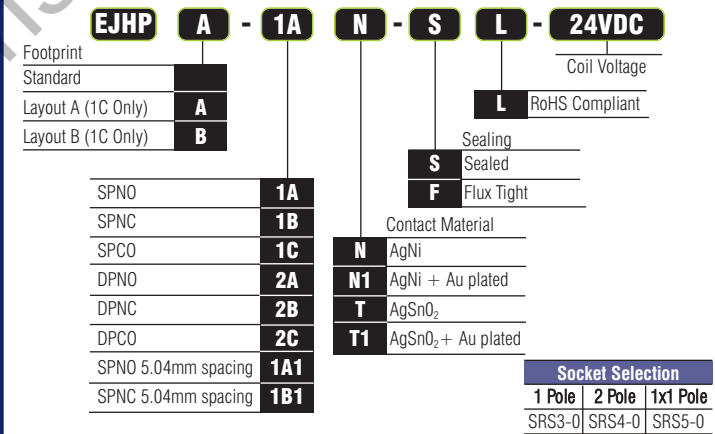 EJHP A - 1A N - S L - 24VDC
Footprint
Standard
Layout A (1C Only) A
Layout B (1C Only) B
Coil Voltage
L RoHS Compliant
Sealing
S Sealed
F Flux Tight
SPNO 1A
SPNC 1B
SPCO 1C
DPNO 2A
DPNC 2B
DPCO 2C
SPNO 5.04mm spacing 1A1
SPNC 5.04mm spacing 1B1
Contact Material
N AgNi
N1 AgNi + Au plated
T AgSnO₂
T1 AgSnO₂+ Au plated
Socket Selection
1 Pole 2 Pole 1x1 Pole
SRS3-0 SRS4-0 SRS5-0